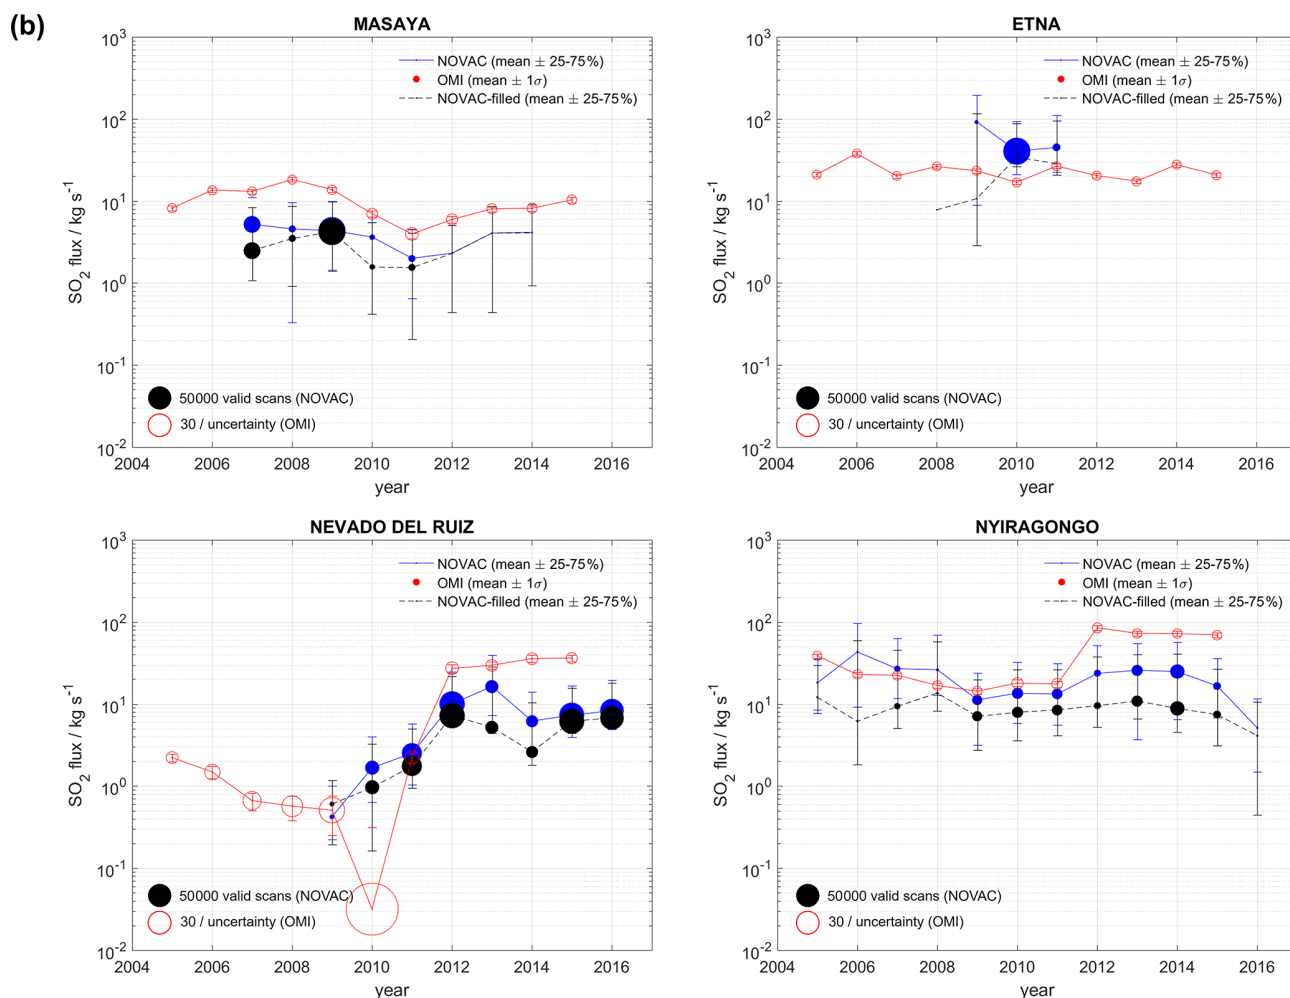 (b)
MASAYA
10³
10²
10¹
10⁰
10⁻¹
10⁻²
SO₂ flux / kg s⁻¹
NOVAC (mean ± 25-75%)
OMI (mean ± 1σ)
NOVAC-filled (mean ± 25-75%)
50000 valid scans (NOVAC)
30 / uncertainty (OMI)
2004 2006 2008 2010 2012 2014 2016
year
ETNA
10³
10²
10¹
10⁰
10⁻¹
10⁻²
SO₂ flux / kg s⁻¹
NOVAC (mean ± 25-75%)
OMI (mean ± 1σ)
NOVAC-filled (mean ± 25-75%)
50000 valid scans (NOVAC)
30 / uncertainty (OMI)
2004 2006 2008 2010 2012 2014 2016
year
NEVADO DEL RUIZ
10³
10²
10¹
10⁰
10⁻¹
10⁻²
SO₂ flux / kg s⁻¹
NOVAC (mean ± 25-75%)
OMI (mean ± 1σ)
NOVAC-filled (mean ± 25-75%)
50000 valid scans (NOVAC)
30 / uncertainty (OMI)
2004 2006 2008 2010 2012 2014 2016
year
NYIRAGONGO
10³
10²
10¹
10⁰
10⁻¹
10⁻²
SO₂ flux / kg s⁻¹
NOVAC (mean ± 25-75%)
OMI (mean ± 1σ)
NOVAC-filled (mean ± 25-75%)
50000 valid scans (NOVAC)
30 / uncertainty (OMI)
2004 2006 2008 2010 2012 2014 2016
year